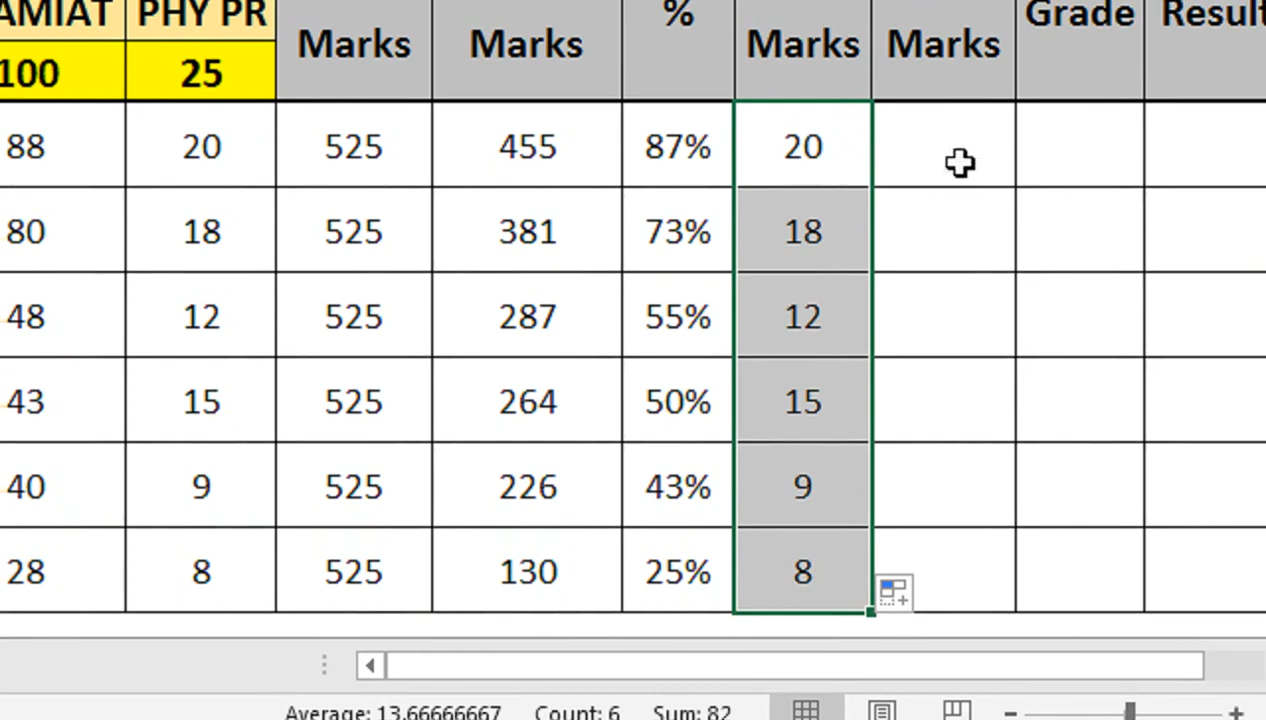 AMIAT PHY PR % Grade Result
Marks Marks Marks Marks
100 25
88 20 525 455 87% 20
80 18 525 381 73% 18
48 12 525 287 55% 12
43 15 525 264 50% 15
40 9 525 226 43% 9
28 8 525 130 25% 8
Average: 13.66666667 Count: 6 Sum: 82